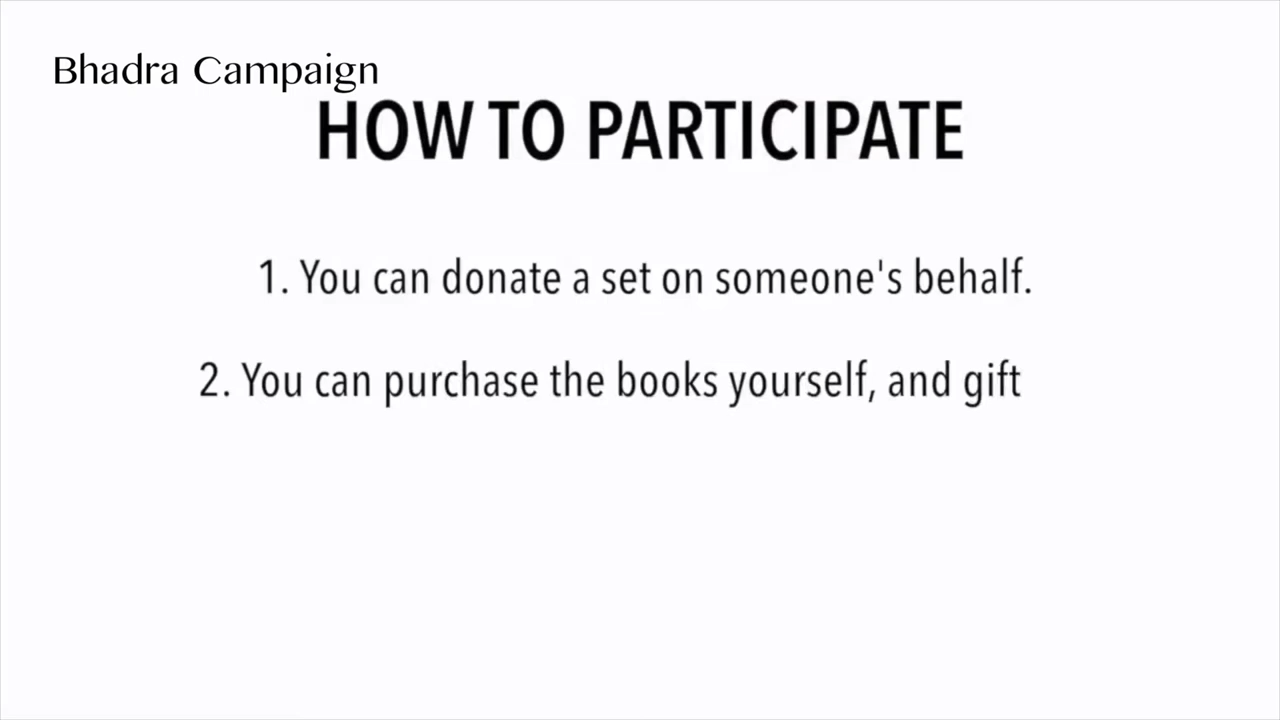 Bhadra Campaign
HOW TO PARTICIPATE
1. You can donate a set on someone's behalf.
2. You can purchase the books yourself, and gift